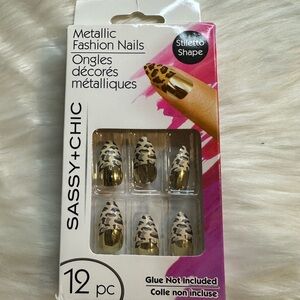 Metallic
Fashion Nails
Ongles
décorés
métalliques
Stiletto
Shape
SASSY+CHIC
12 pc
Glue Not Included
Colle non incluse